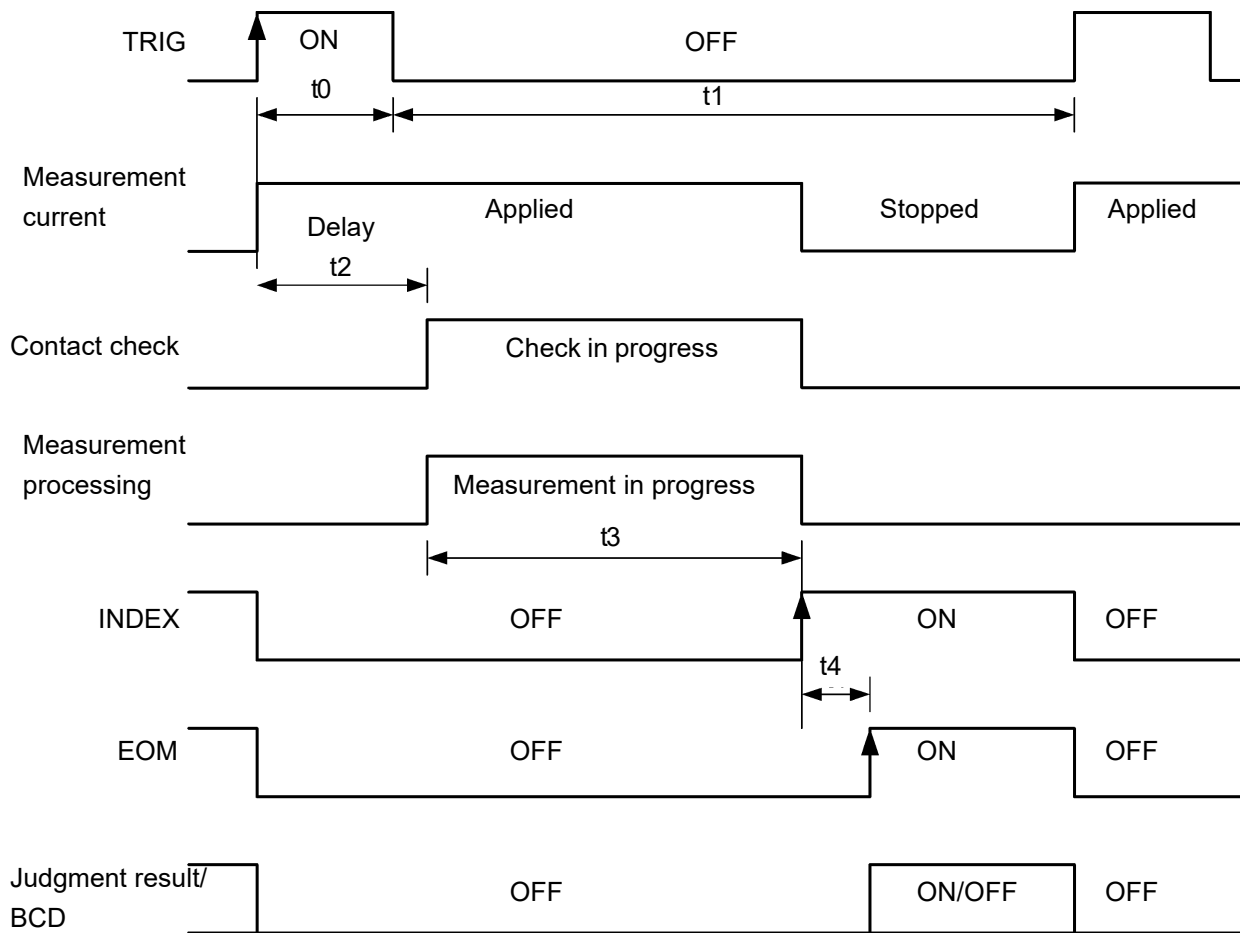 TRIG
ON
OFF
t0
t1
Measurement
current
Applied
Stopped
Applied
Delay
t2
Contact check
Check in progress
Measurement
processing
Measurement in progress
t3
INDEX
OFF
ON
OFF
t4
EOM
OFF
ON
OFF
Judgment result/
BCD
OFF
ON/OFF
OFF